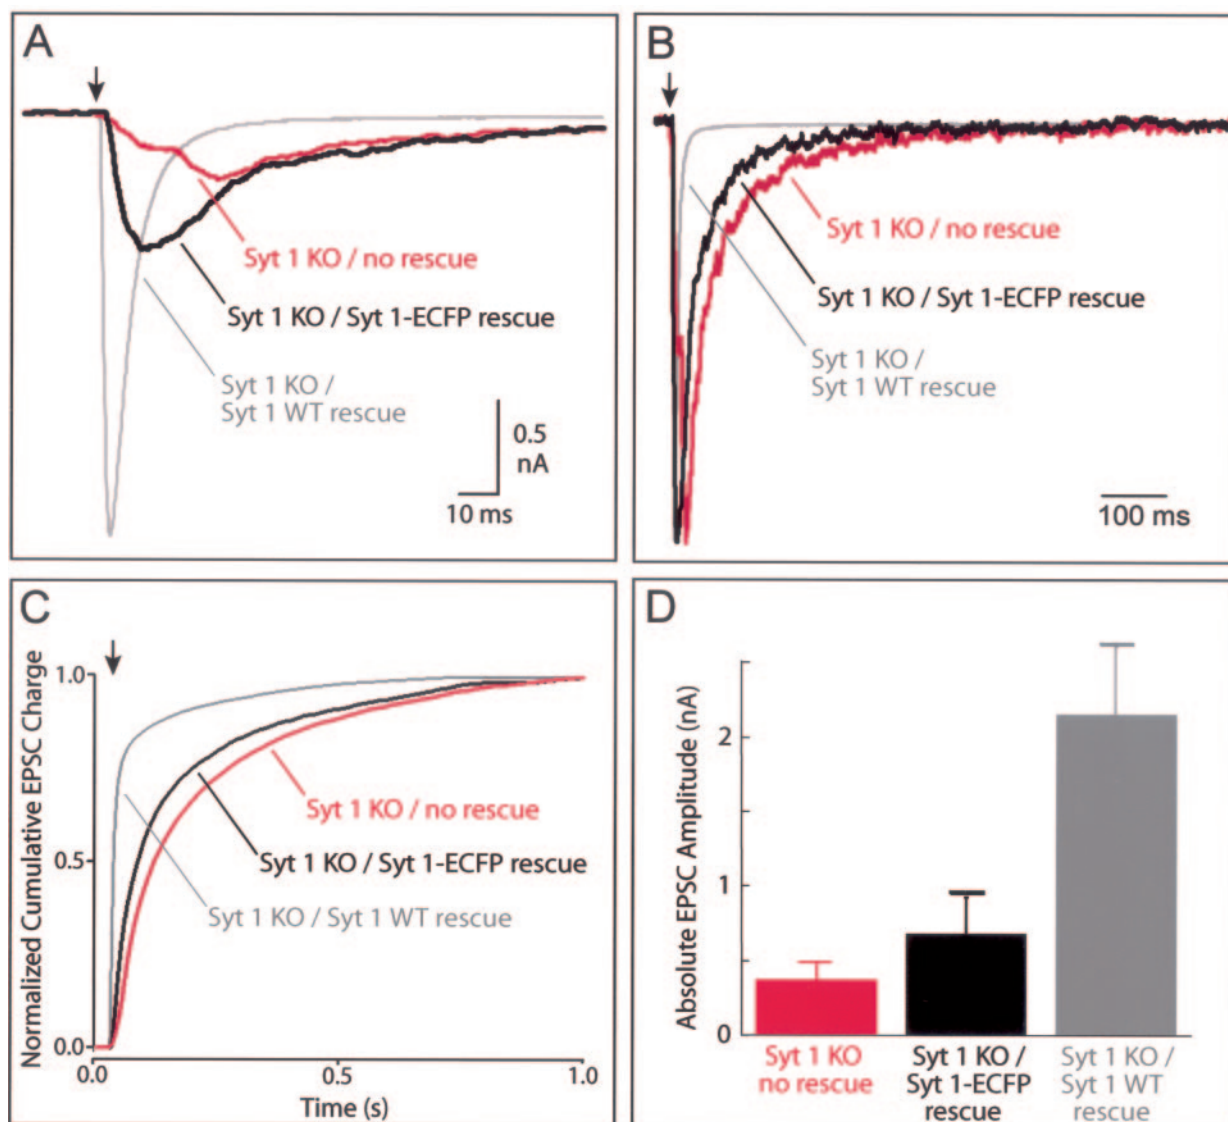 A
Syt 1 KO / no rescue
Syt 1 KO / Syt 1-ECFP rescue
Syt 1 KO /
Syt 1 WT rescue
0.5
nA
10 ms
B
Syt 1 KO / no rescue
Syt 1 KO / Syt 1-ECFP rescue
Syt 1 KO /
Syt 1 WT rescue
100 ms
C
Normalized Cumulative EPSC Charge
1.0
0.5
0.0
Syt 1 KO / no rescue
Syt 1 KO / Syt 1-ECFP rescue
Syt 1 KO / Syt 1 WT rescue
0.0
0.5
1.0
Time (s)
D
Absolute EPSC Amplitude (nA)
2
1
0
Syt 1 KO
no rescue
Syt 1 KO /
Syt 1-ECFP
rescue
Syt 1 KO /
Syt 1 WT
rescue